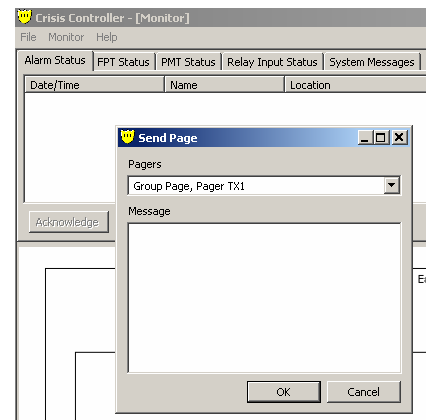 Crisis Controller - [Monitor]
File Monitor Help
Alarm Status FPT Status PMT Status Relay Input Status System Messages
Date/Time Name Location
Send Page
Pagers
Group Page, Pager TX1
Acknowledge
Message
OK Cancel